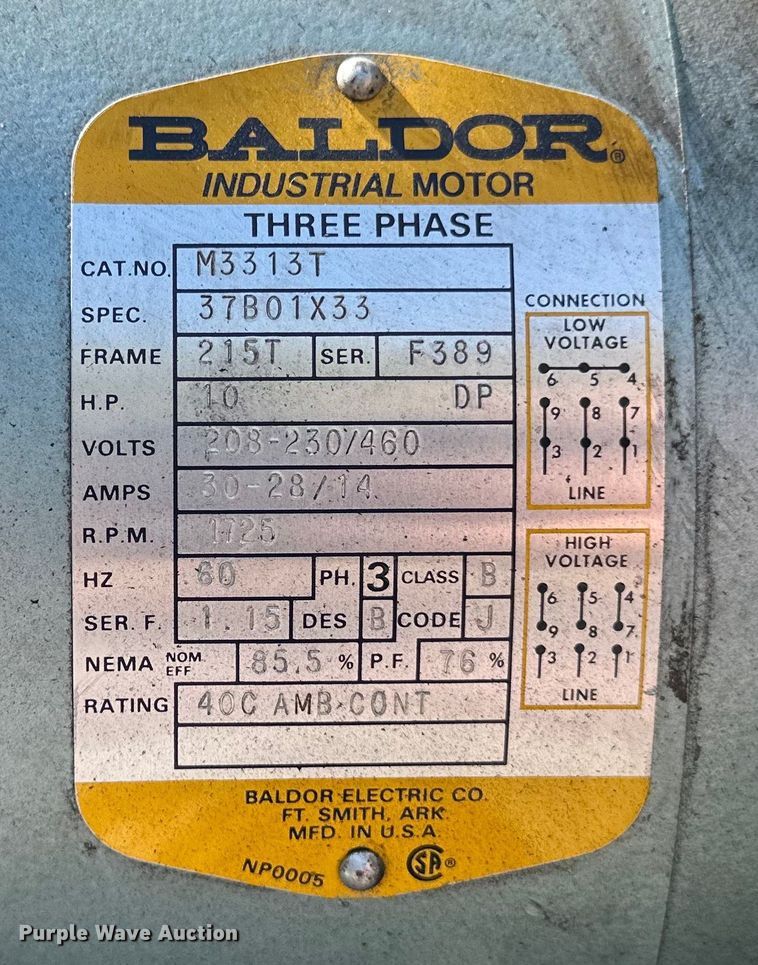 BALDOR®
INDUSTRIAL MOTOR
THREE PHASE
CAT.NO. M3313T
SPEC. 37B01X33
FRAME 215T SER. F389
H.P. 10 DP
VOLTS 208-230/460
AMPS 30-28/14
R.P.M. 1725
HZ 60 PH. 3 CLASS B
SER. F. 1.15 DES B CODE J
NEMA NOM EFF 85.5 % P.F. 76 %
RATING 40C AMB-CONT
CONNECTION
LOW
VOLTAGE
6 5 4
9 8 7
3 2 1
LINE
HIGH
VOLTAGE
6 5 4
9 8 7
3 2 1
LINE
BALDOR ELECTRIC CO.
FT. SMITH, ARK.
MFD. IN U.S.A.
NP0005 SA®
Purple Wave Auction